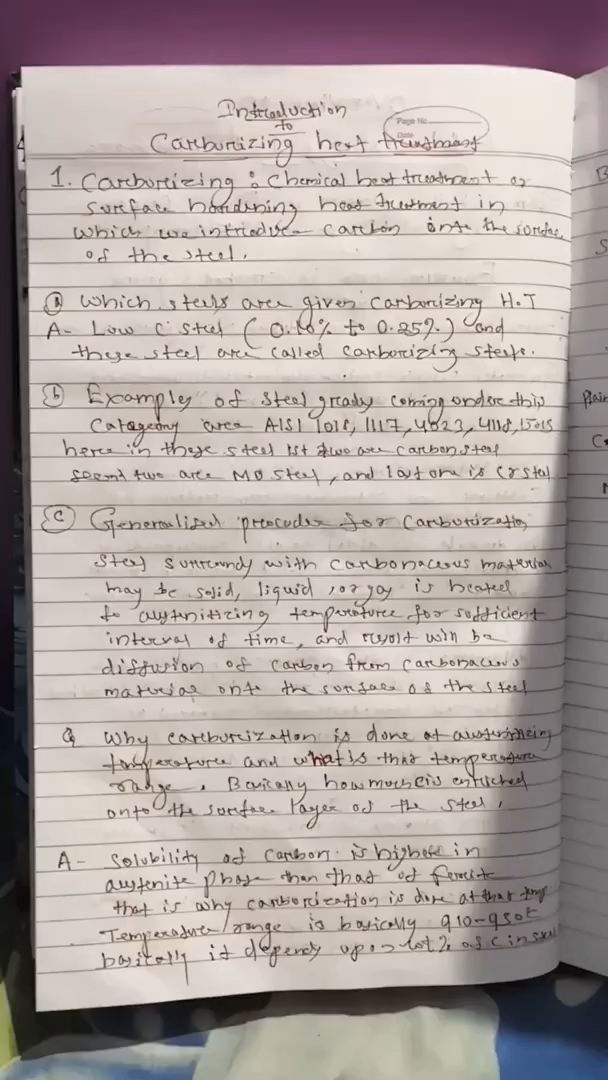 Introduction
to
Page No.
Date
Carburizing heat treatment
1. Carburizing : Chemical heat treatment or
surface hardening heat treatment in
which we introduce carbon onto the surface
of the steel.
(a) Which steels are given carburizing H.T
A- Low C steel (0.10% to 0.25%) and
these steel are called carburizing steels.
(b) Examples of steel grades coming under this
Category are AISI 1018, 1117, 4023, 4118, 5015
here in these steel 1st two are carbon steel
second two are MO steel, and last one is Cr steel
(c) Generalised procedure for Carburization
Steel surrounds with carbonaceous material
may be solid, liquid, or gas is heated
to austenitizing temperature for sufficient
interval of time, and result will be
diffusion of carbon from carbonaceous
material onto the surface of the steel
Q Why carburization is done at austenitizing
temperature and what is that temperature
range. Basically how much C is enriched
onto the surface layer of the steel.
A- Solubility of Carbon is highest in
austenite phase than that of ferrite
that is why carburization is done at that temp
Temperature range is basically
basically it depends upon % of C in steel
Plain